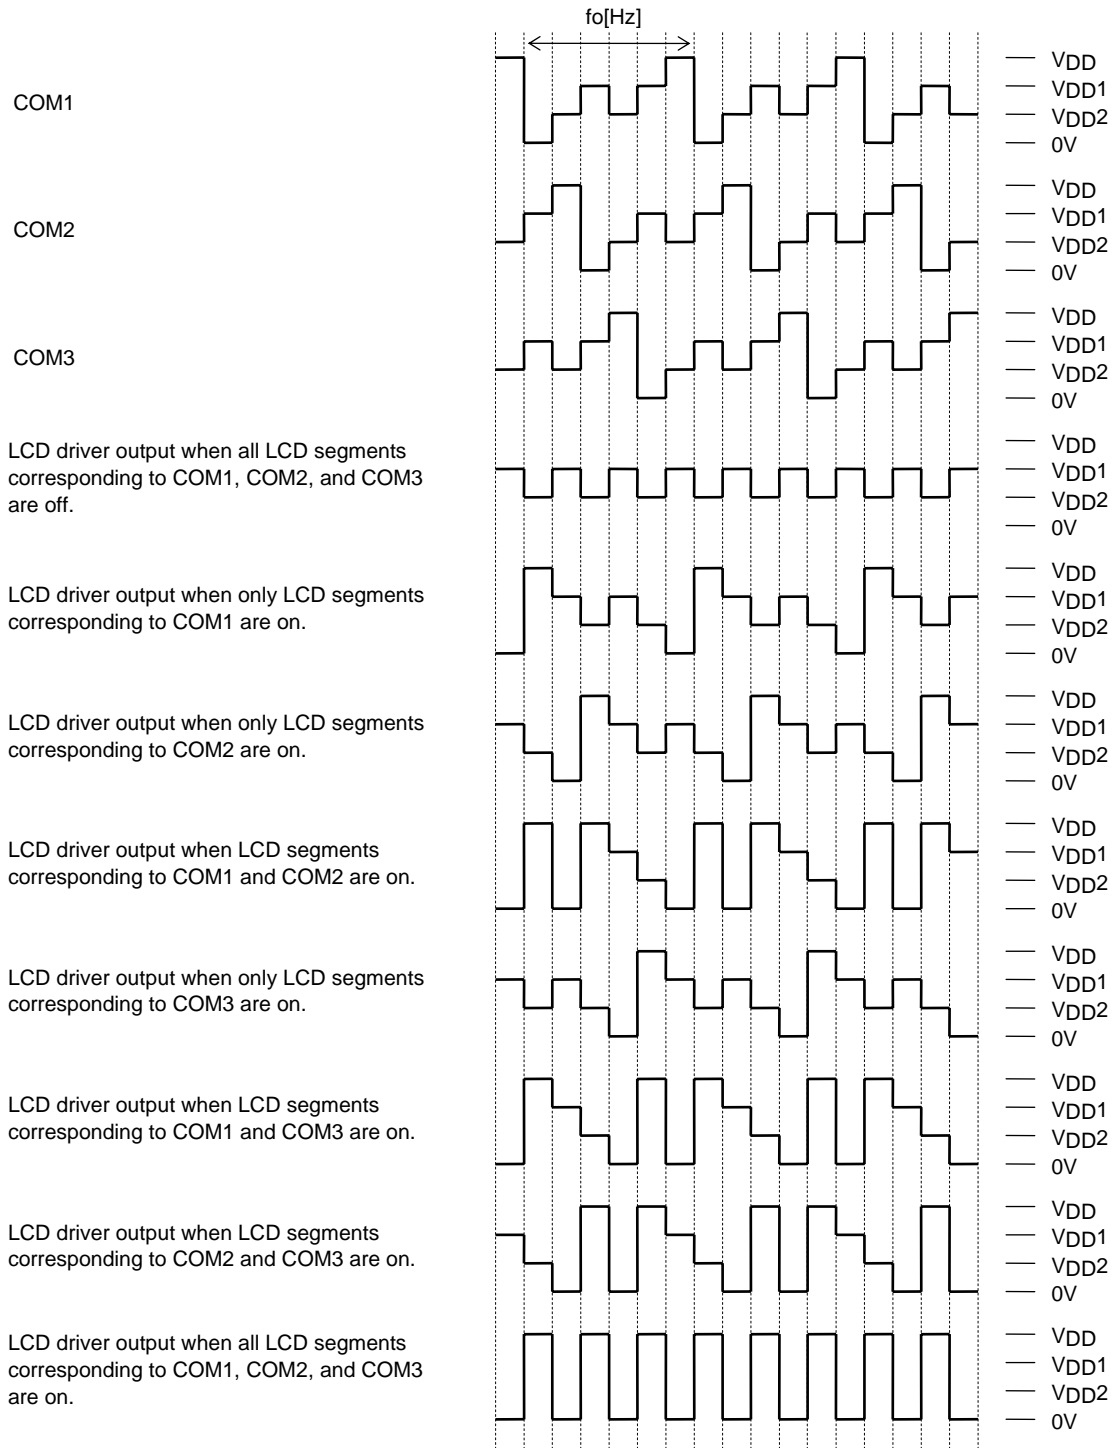 fo[Hz]
COM1
VDD
VDD1
VDD2
0V
COM2
VDD
VDD1
VDD2
0V
COM3
VDD
VDD1
VDD2
0V
LCD driver output when all LCD segments
corresponding to COM1, COM2, and COM3
are off.
VDD
VDD1
VDD2
0V
LCD driver output when only LCD segments
corresponding to COM1 are on.
VDD
VDD1
VDD2
0V
LCD driver output when only LCD segments
corresponding to COM2 are on.
VDD
VDD1
VDD2
0V
LCD driver output when LCD segments
corresponding to COM1 and COM2 are on.
VDD
VDD1
VDD2
0V
LCD driver output when only LCD segments
corresponding to COM3 are on.
VDD
VDD1
VDD2
0V
LCD driver output when LCD segments
corresponding to COM1 and COM3 are on.
VDD
VDD1
VDD2
0V
LCD driver output when LCD segments
corresponding to COM2 and COM3 are on.
VDD
VDD1
VDD2
0V
LCD driver output when all LCD segments
corresponding to COM1, COM2, and COM3
are on.
VDD
VDD1
VDD2
0V